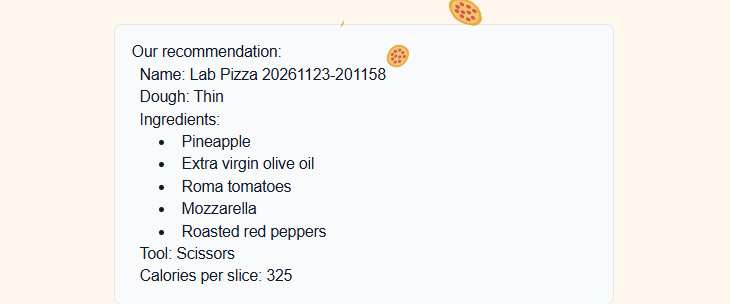 Our recommendation:
Name: Lab Pizza 20261123-201158
Dough: Thin
Ingredients:
• Pineapple
• Extra virgin olive oil
• Roma tomatoes
• Mozzarella
• Roasted red peppers
Tool: Scissors
Calories per slice: 325